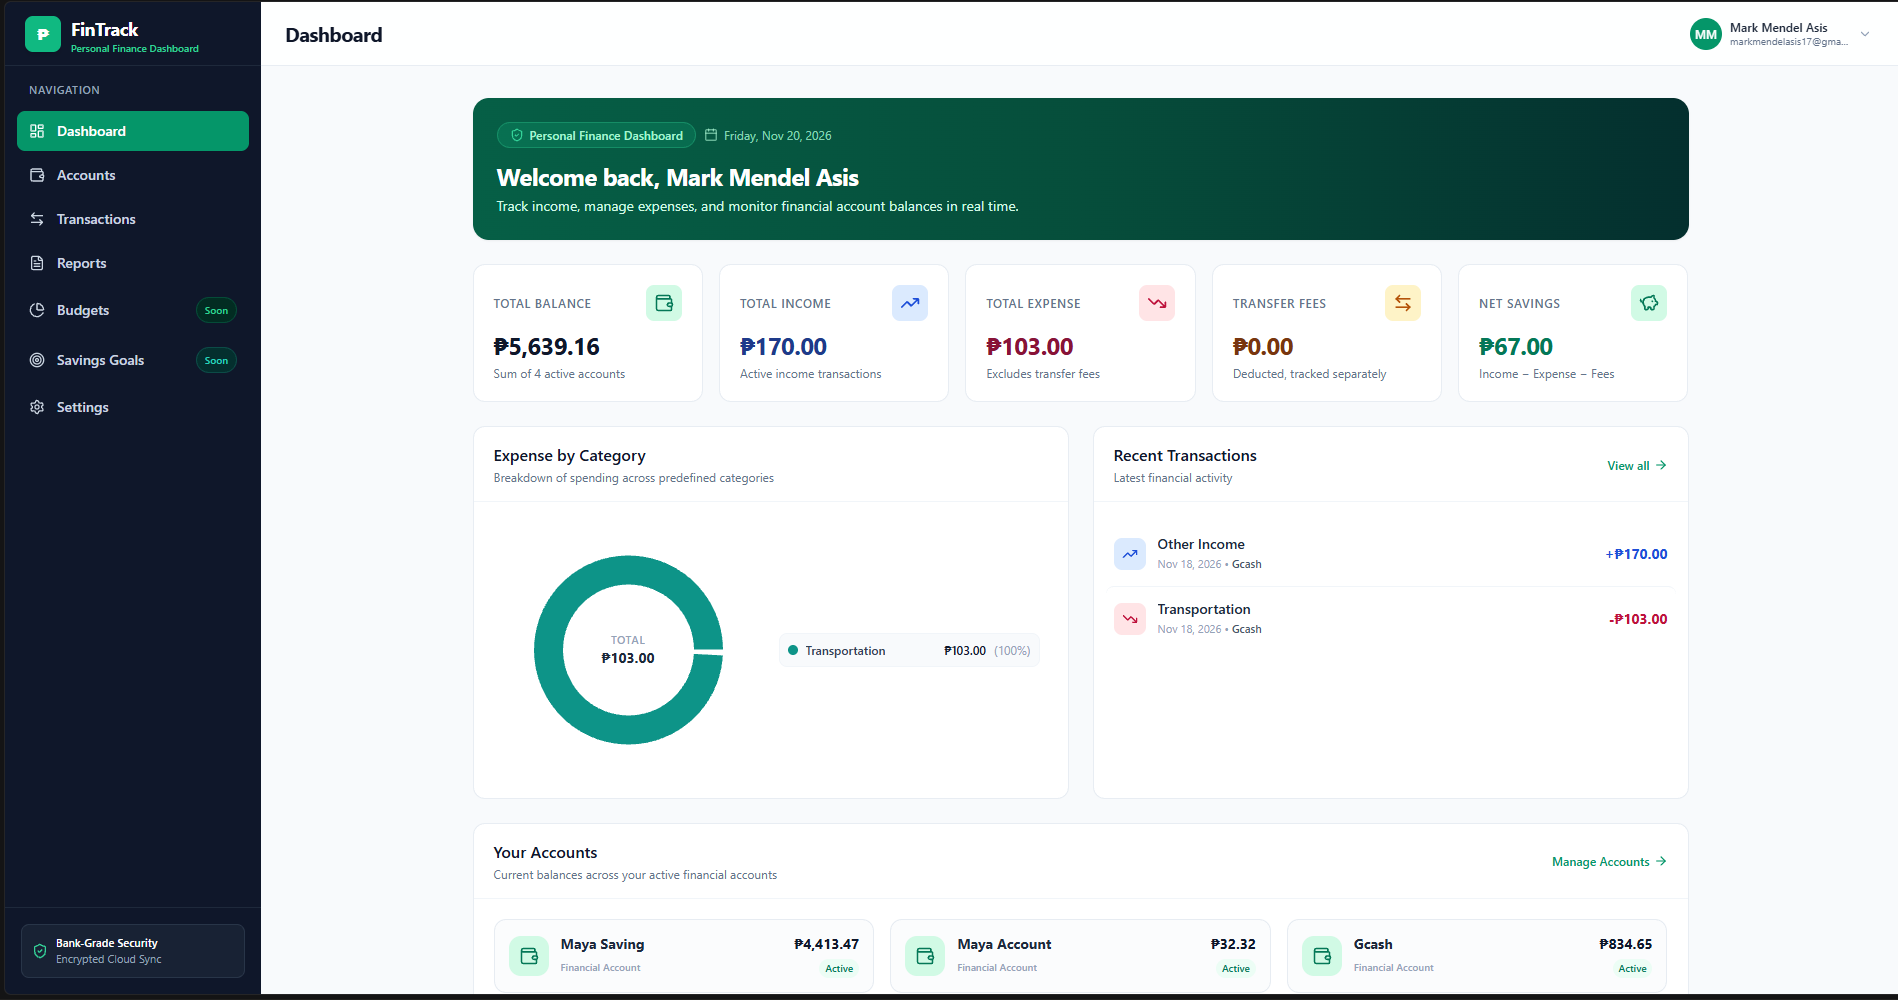 ₱
FinTrack
Personal Finance Dashboard
NAVIGATION
Dashboard
Accounts
Transactions
Reports
Budgets Soon
Savings Goals Soon
Settings
Bank-Grade Security
Encrypted Cloud Sync
Dashboard
MM
Mark Mendel Asis
markmendelasis17@gma...
Personal Finance Dashboard Friday, Nov 20, 2026
Welcome back, Mark Mendel Asis
Track income, manage expenses, and monitor financial account balances in real time.
TOTAL BALANCE
₱5,639.16
Sum of 4 active accounts
TOTAL INCOME
₱170.00
Active income transactions
TOTAL EXPENSE
₱103.00
Excludes transfer fees
TRANSFER FEES
₱0.00
Deducted, tracked separately
NET SAVINGS
₱67.00
Income − Expense − Fees
Expense by Category
Breakdown of spending across predefined categories
TOTAL
₱103.00
Transportation ₱103.00 (100%)
Recent Transactions
Latest financial activity
View all →
Other Income
Nov 18, 2026 • Gcash
+₱170.00
Transportation
Nov 18, 2026 • Gcash
-₱103.00
Your Accounts
Current balances across your active financial accounts
Manage Accounts →
Maya Saving ₱4,413.47
Financial Account Active
Maya Account ₱32.32
Financial Account Active
Gcash ₱834.65
Financial Account Active